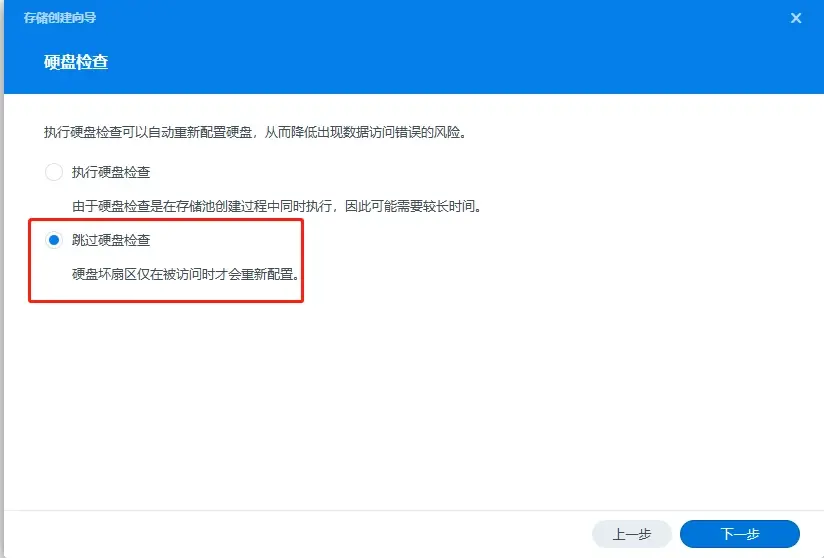 存储创建向导
硬盘检查
执行硬盘检查可以自动重新配置硬盘，从而降低出现数据访问错误的风险。
执行硬盘检查
由于硬盘检查是在存储池创建过程中同时执行，因此可能需要较长时间。
跳过硬盘检查
硬盘坏扇区仅在被访问时才会重新配置。
上一步
下一步